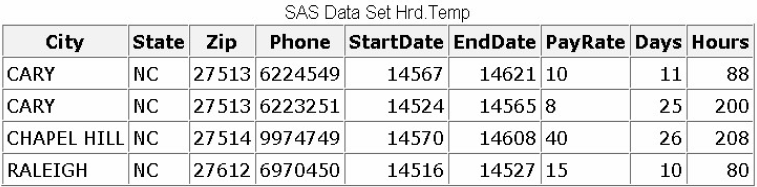 SAS Data Set Hrd.Temp
City State Zip Phone StartDate EndDate PayRate Days Hours
CARY NC 27513 6224549 14567 14621 10 11 88
CARY NC 27513 6223251 14524 14565 8 25 200
CHAPEL HILL NC 27514 9974749 14570 14608 40 26 208
RALEIGH NC 27612 6970450 14516 14527 15 10 80